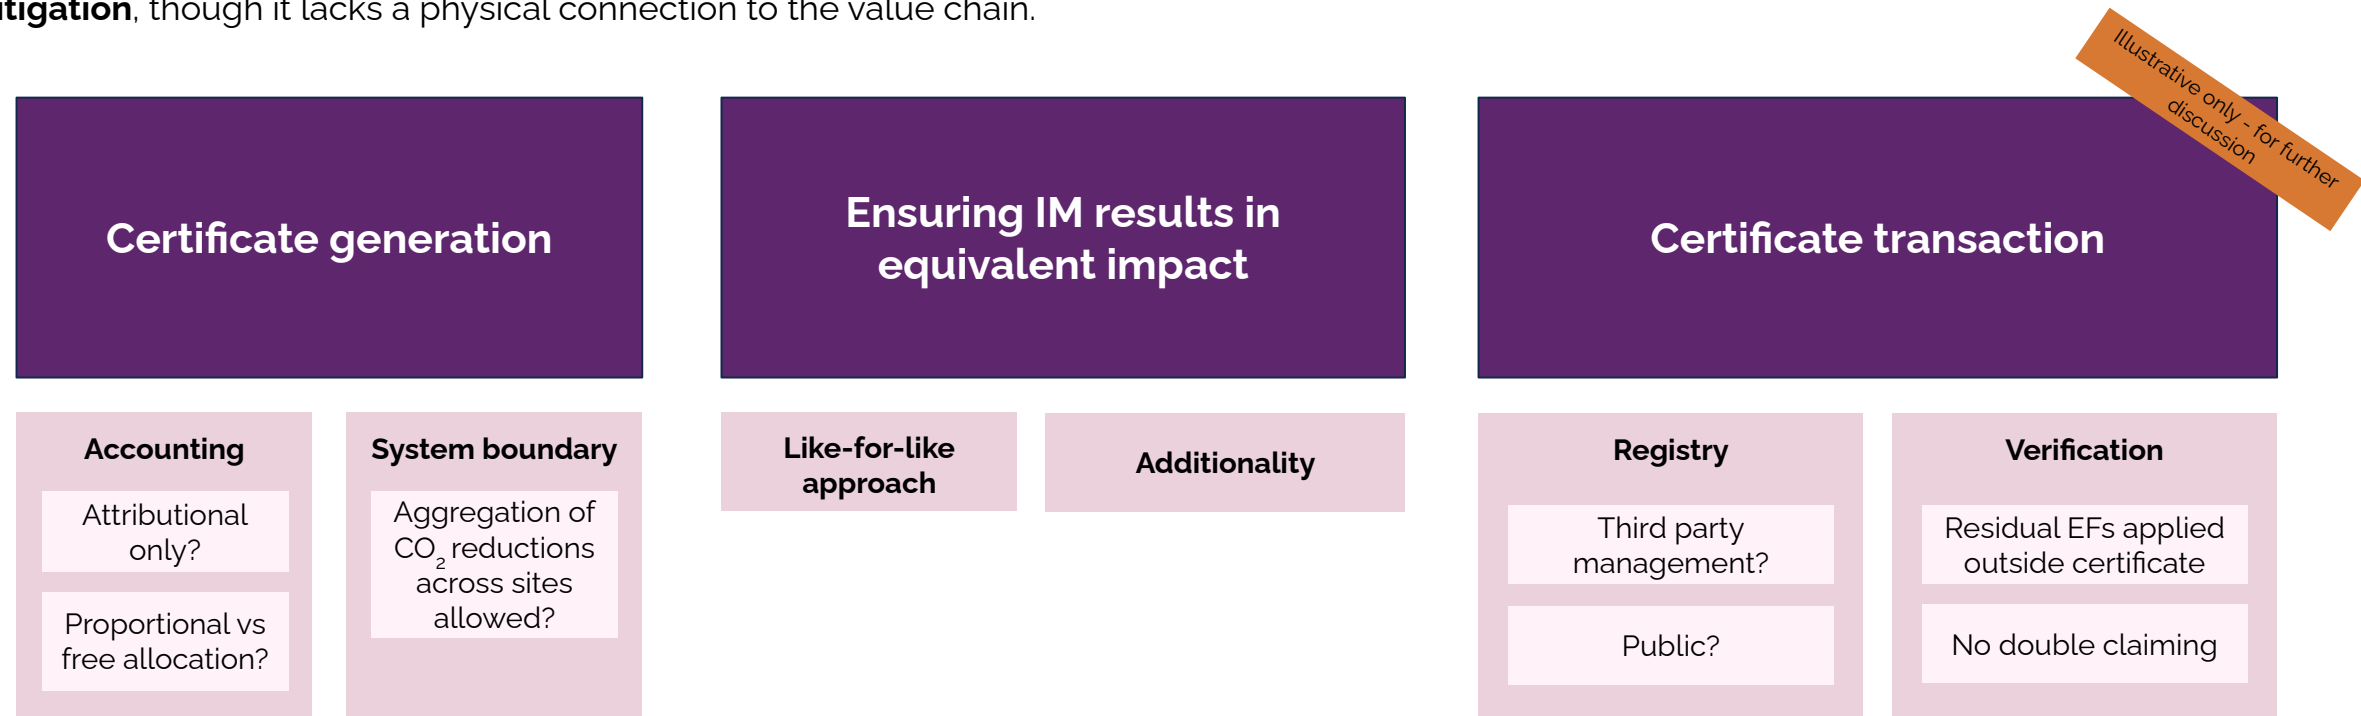 itigation, though it lacks a physical connection to the value chain.
Illustrative only - for further
discussion
Certificate generation
Ensuring IM results in
equivalent impact
Certificate transaction
Accounting
Attributional
only?
Proportional vs
free allocation?
System boundary
Aggregation of
CO2 reductions
across sites
allowed?
Like-for-like
approach
Additionality
Registry
Third party
management?
Public?
Verification
Residual EFs applied
outside certificate
No double claiming